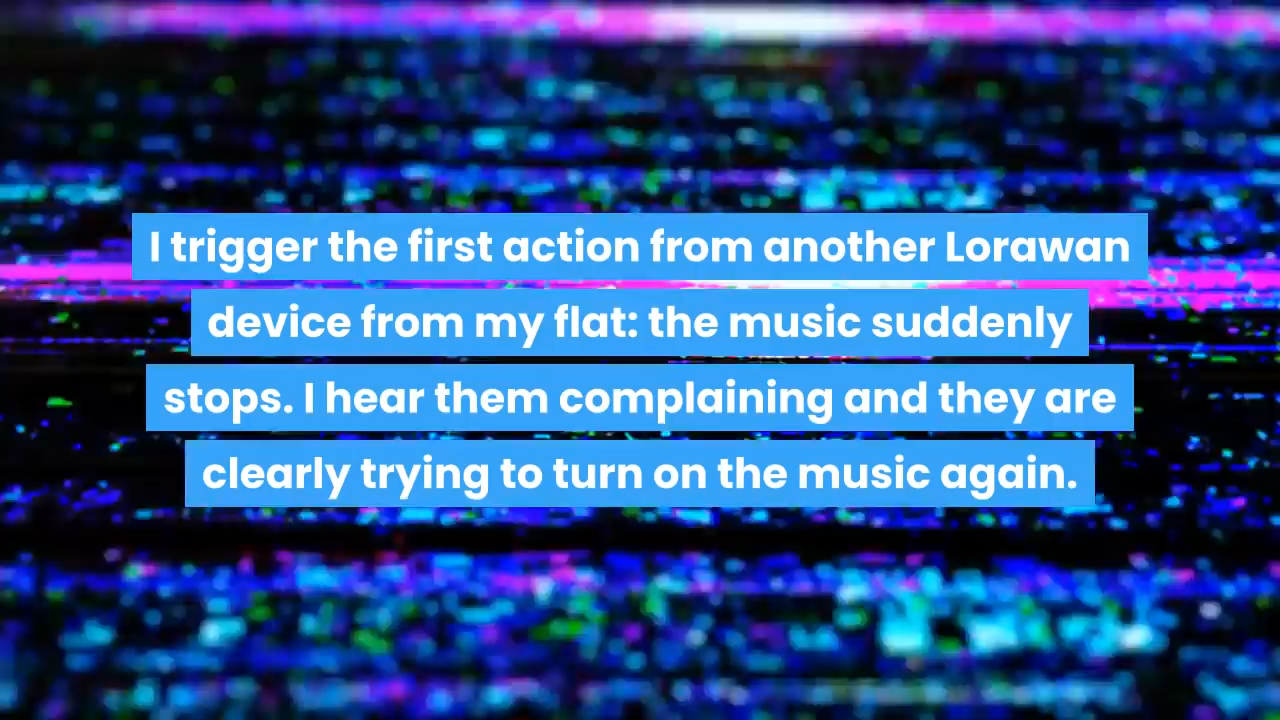 I trigger the first action from another Lorawan
device from my flat: the music suddenly
stops. I hear them complaining and they are
clearly trying to turn on the music again.